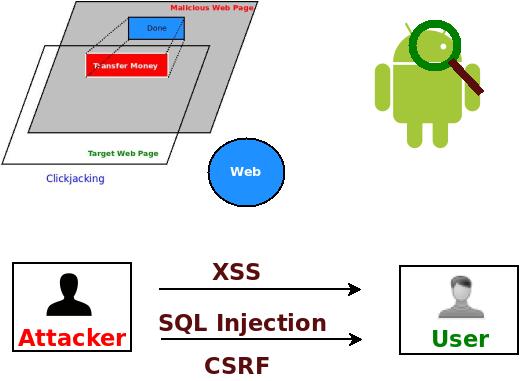 Malicious Web Page
Done
Transfer Money
Target Web Page
Clickjacking
Web
XSS
SQL Injection
CSRF
Attacker
User